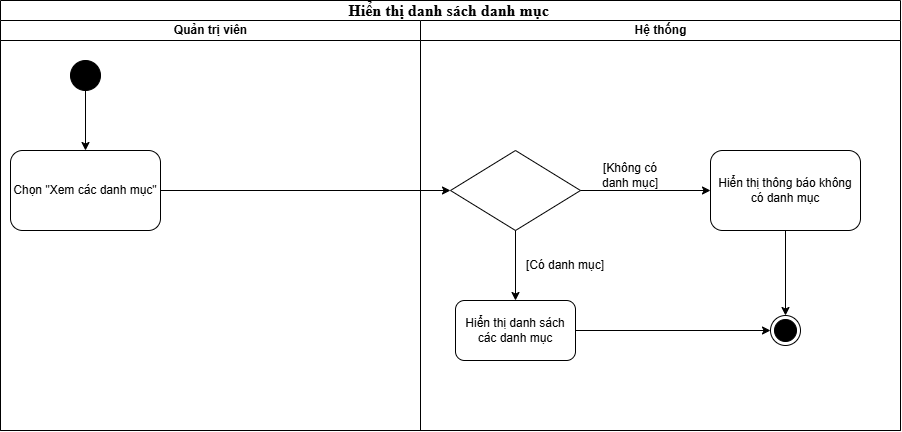 Hiển thị danh sách danh mục
Quản trị viên
Hệ thống
Chọn "Xem các danh mục"
[Không có
danh mục]
Hiển thị thông báo không
có danh mục
[Có danh mục]
Hiển thị danh sách
các danh mục